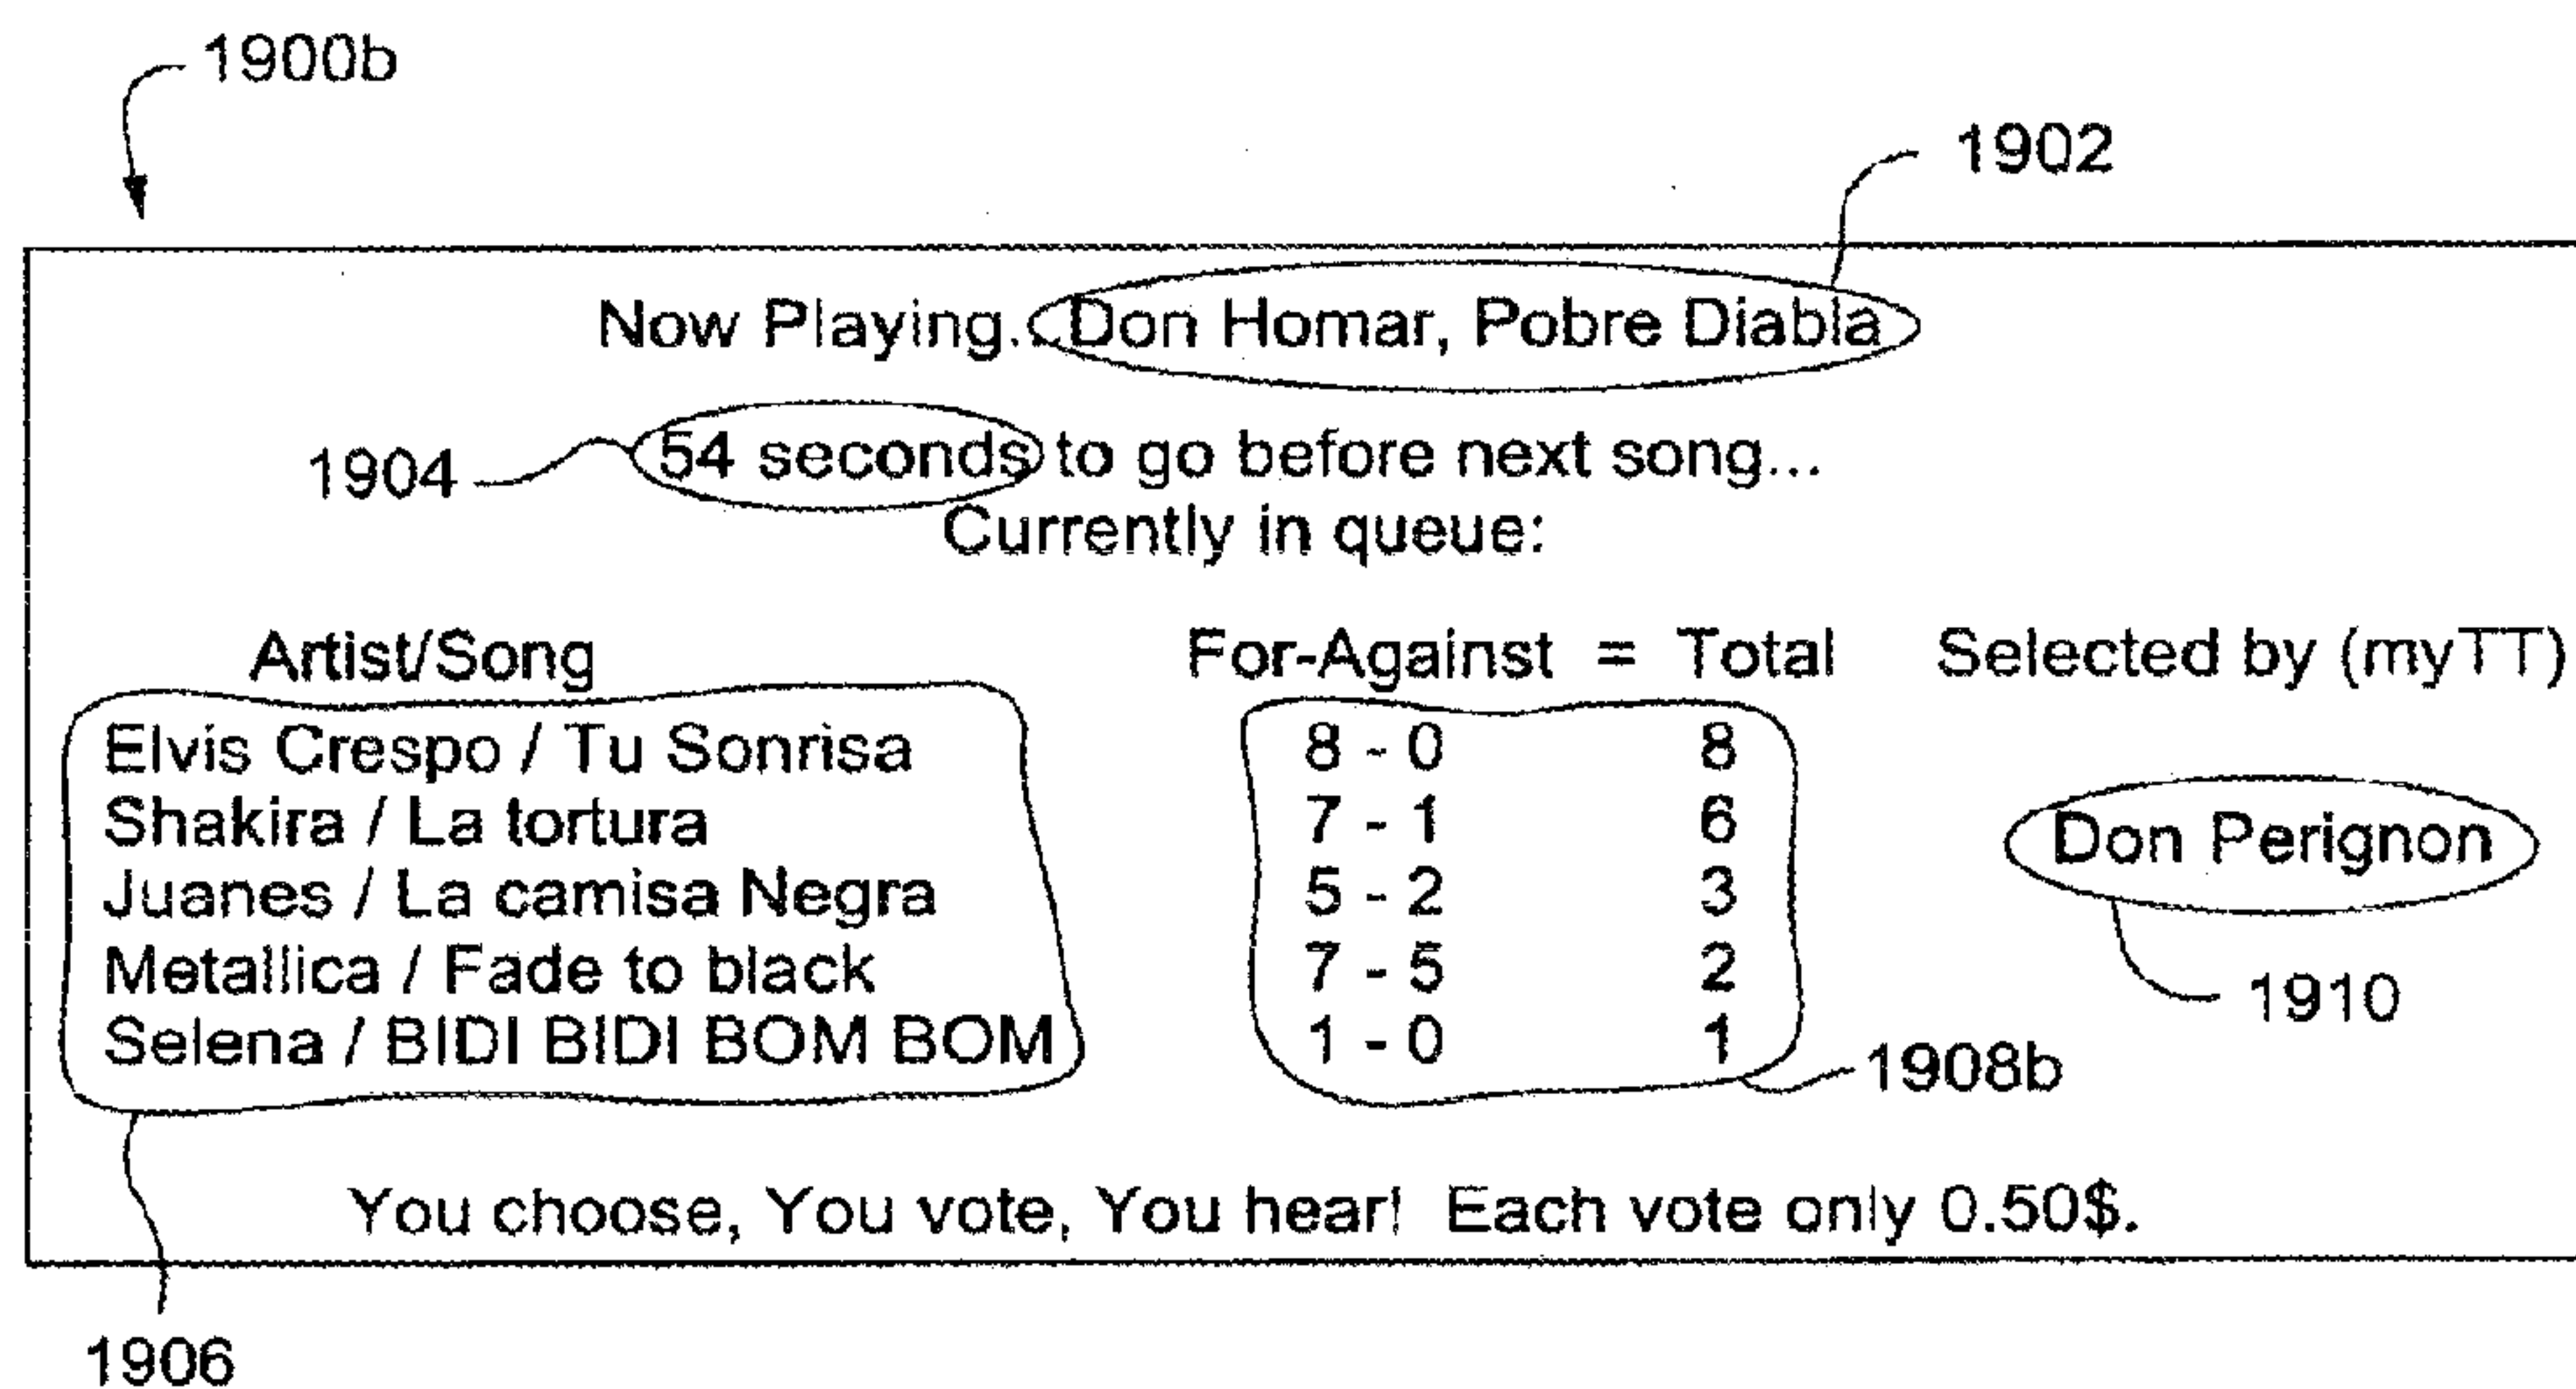 1900b
1902
Now Playing... Don Homar, Pobre Diabla
1904 54 seconds to go before next song...
Currently in queue:
Artist/Song For-Against = Total Selected by (myTT)
Elvis Crespo / Tu Sonrisa 8 - 0 8
Shakira / La tortura 7 - 1 6 Don Perignon
Juanes / La camisa Negra 5 - 2 3
Metallica / Fade to black 7 - 5 2 1910
Selena / BIDI BIDI BOM BOM 1 - 0 1 1908b
You choose, You vote, You hear! Each vote only 0.50$.
1906